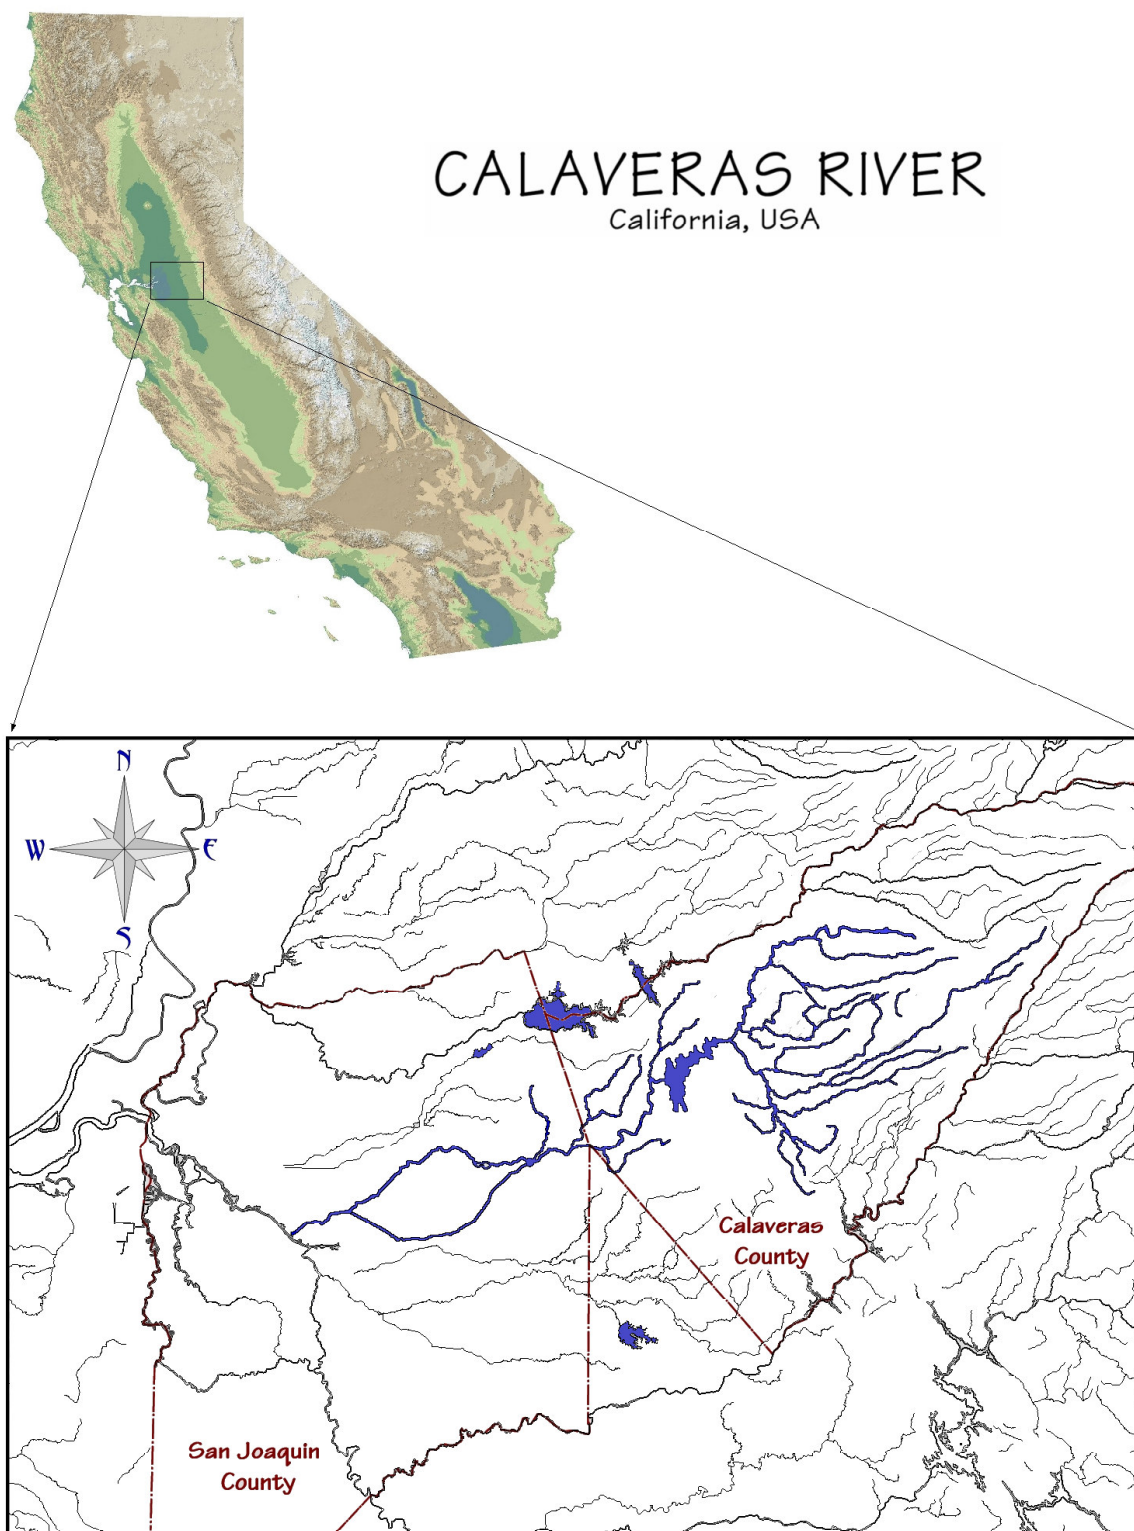 CALAVERAS RIVER
California, USA
N
W
E
S
Calaveras
County
San Joaquin
County